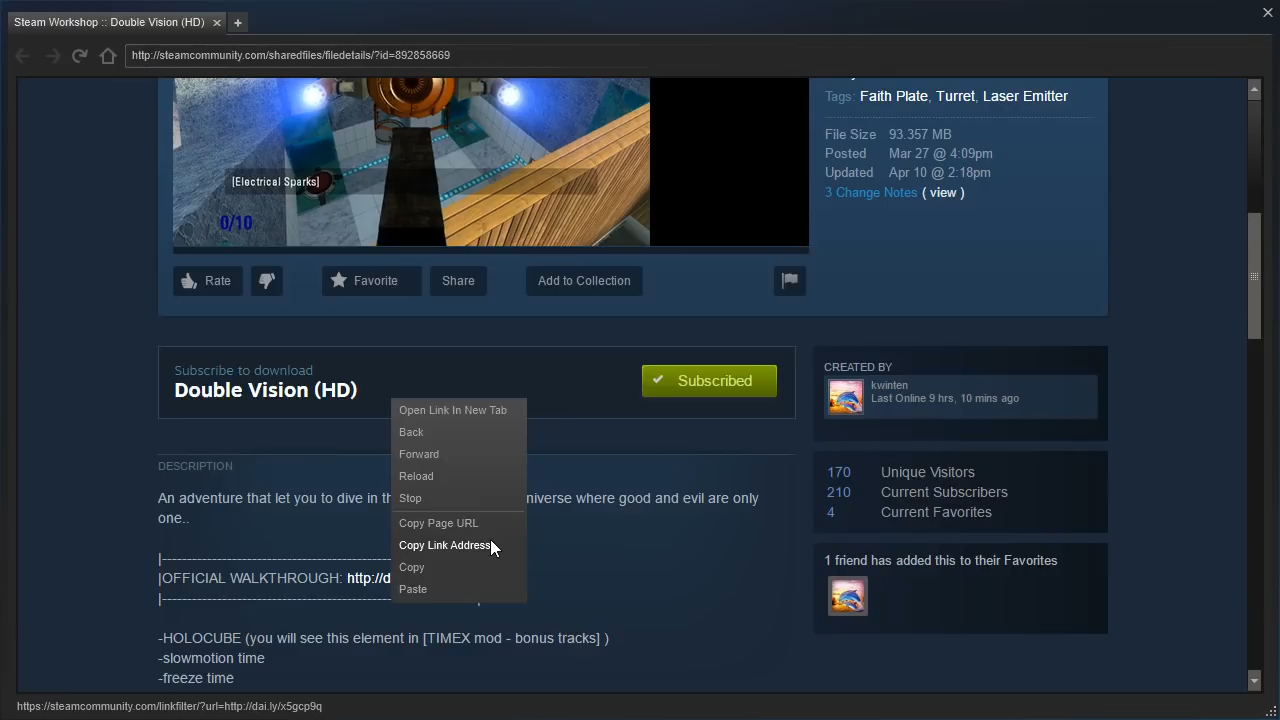 Steam Workshop :: Double Vision (HD)
http://steamcommunity.com/sharedfiles/filedetails/?id=892858669
[Electrical Sparks]
0/10
Tags: Faith Plate, Turret, Laser Emitter
File Size 93.357 MB
Posted Mar 27 @ 4:09pm
Updated Apr 10 @ 2:18pm
3 Change Notes ( view )
Rate
Favorite
Share
Add to Collection
Subscribe to download
Double Vision (HD)
Subscribed
CREATED BY
kwinten
Last Online 9 hrs, 10 mins ago
Open Link In New Tab
Back
Forward
Reload
Stop
Copy Page URL
Copy Link Address
Copy
Paste
DESCRIPTION
An adventure that let you to dive in th niverse where good and evil are only
one..
|-------------------------------------------
|OFFICIAL WALKTHROUGH: http://d
|-------------------------------------------
-HOLOCUBE (you will see this element in [TIMEX mod - bonus tracks] )
-slowmotion time
-freeze time
170 Unique Visitors
210 Current Subscribers
4 Current Favorites
1 friend has added this to their Favorites
https://steamcommunity.com/linkfilter/?url=http://dai.ly/x5gcp9q